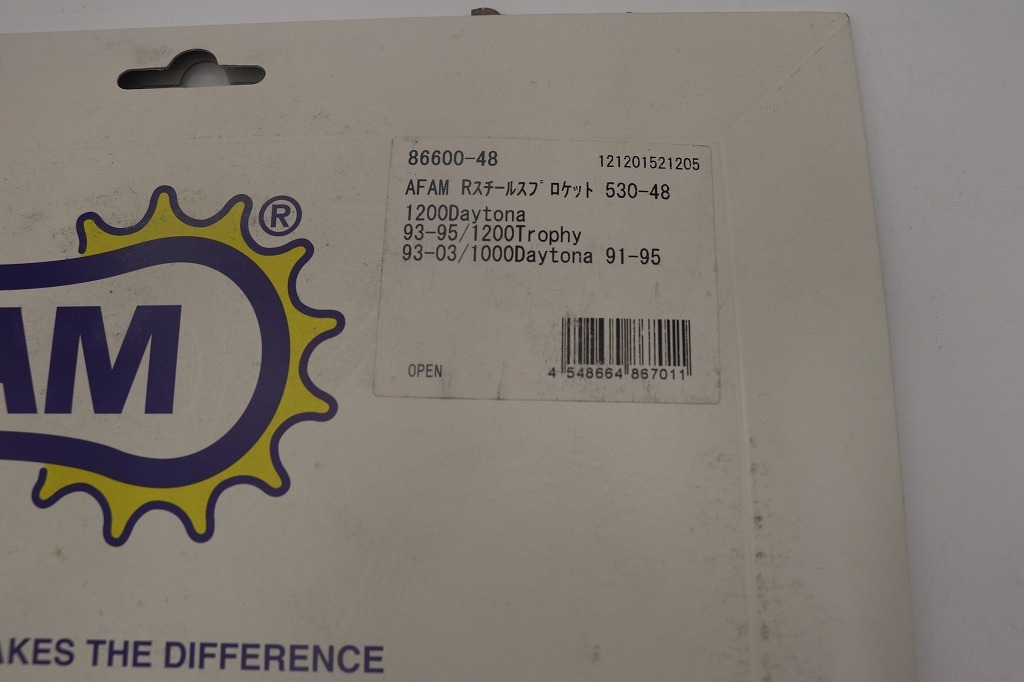 86600-48 121201521205
AFAM Rｽﾁｰﾙｽﾌﾟﾛｹｯﾄ 530-48
1200Daytona
93-95/1200Trophy
93-03/1000Daytona 91-95
OPEN
4 548664 867011
®
AM
AKES THE DIFFERENCE